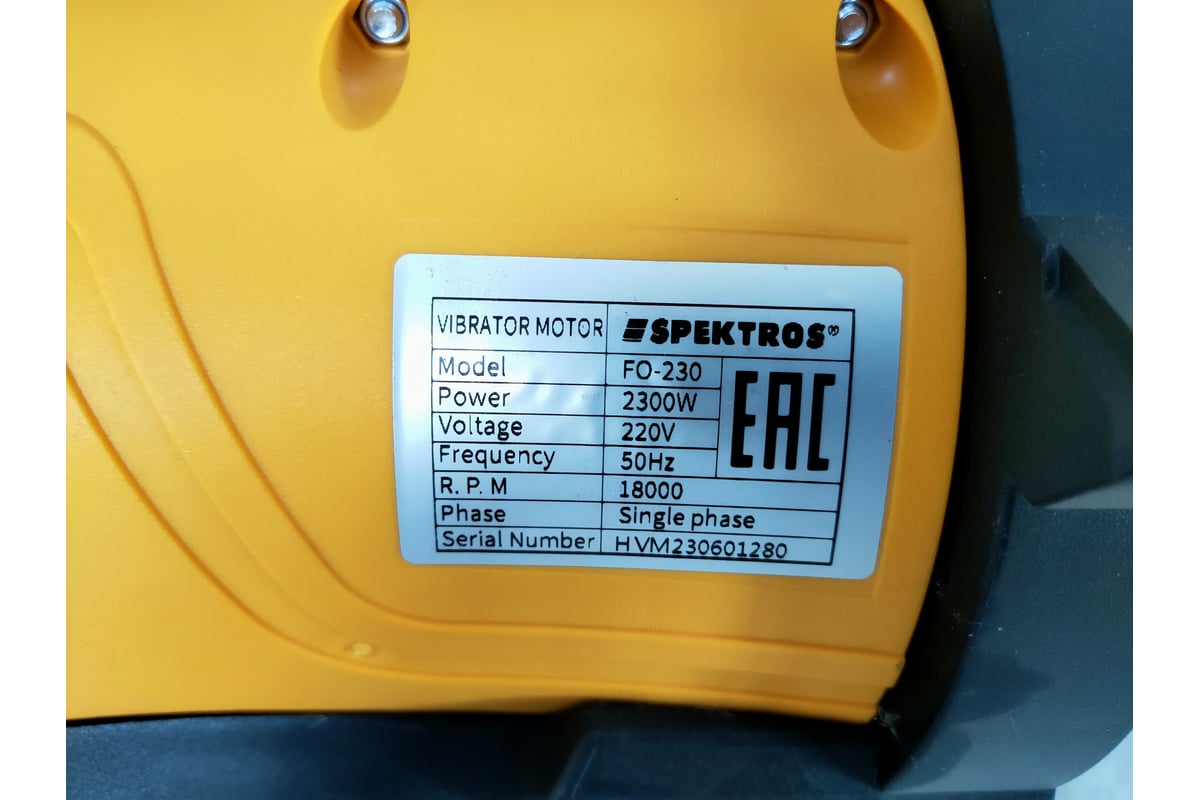 VIBRATOR MOTOR SPEKTROS®
Model FO-230
Power 2300W
Voltage 220V
Frequency 50Hz
EAC
R. P. M 18000
Phase Single phase
Serial Number HVM230601280